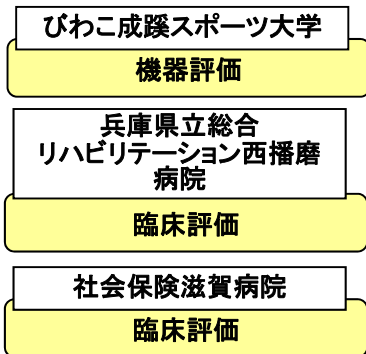 びわこ成蹊スポーツ大学
機器評価
兵庫県立総合
リハビリテーション西播磨
病院
臨床評価
社会保険滋賀病院
臨床評価